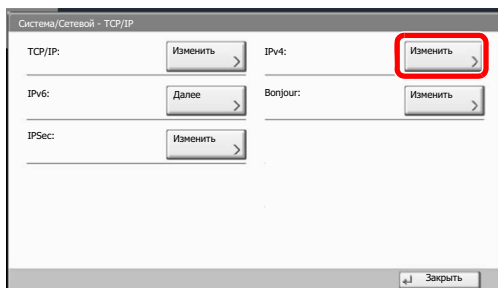 Система/Сетевой - TCP/IP
TCP/IP: Изменить IPv4: Изменить
IPv6: Далее Bonjour: Изменить
IPSec: Изменить
Закрыть